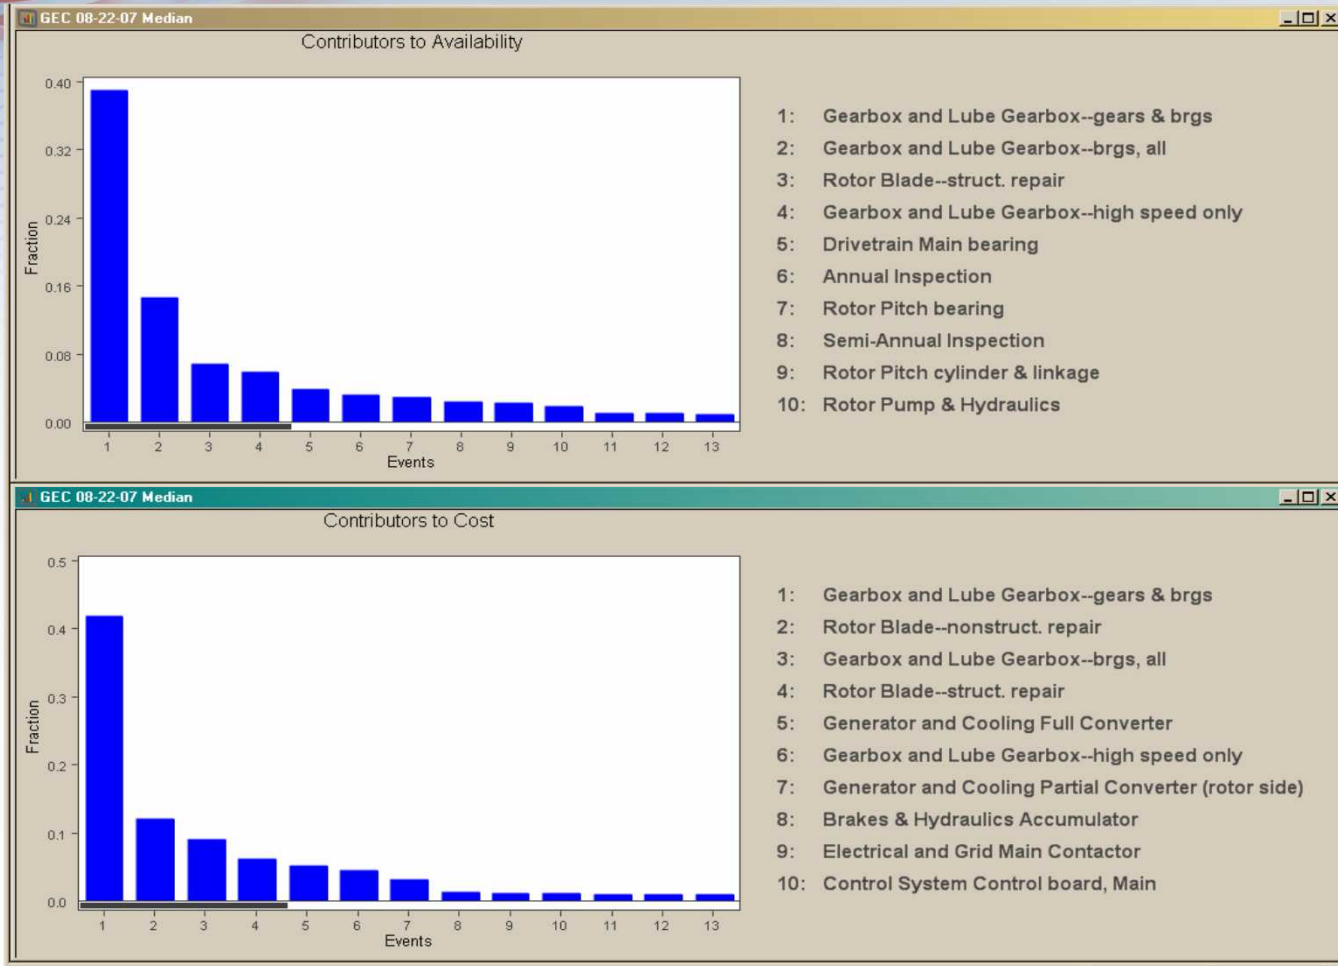 GEC 08-22-07 Median
Contributors to Availability
0.40
0.32
0.24
0.16
0.08
0.00
Fraction
1 2 3 4 5 6 7 8 9 10 11 12 13
Events
1: Gearbox and Lube Gearbox--gears & brgs
2: Gearbox and Lube Gearbox--brgs, all
3: Rotor Blade--struct. repair
4: Gearbox and Lube Gearbox--high speed only
5: Drivetrain Main bearing
6: Annual Inspection
7: Rotor Pitch bearing
8: Semi-Annual Inspection
9: Rotor Pitch cylinder & linkage
10: Rotor Pump & Hydraulics
GEC 08-22-07 Median
Contributors to Cost
0.5
0.4
0.3
0.2
0.1
0.0
Fraction
1 2 3 4 5 6 7 8 9 10 11 12 13
Events
1: Gearbox and Lube Gearbox--gears & brgs
2: Rotor Blade--nonstruct. repair
3: Gearbox and Lube Gearbox--brgs, all
4: Rotor Blade--struct. repair
5: Generator and Cooling Full Converter
6: Gearbox and Lube Gearbox--high speed only
7: Generator and Cooling Partial Converter (rotor side)
8: Brakes & Hydraulics Accumulator
9: Electrical and Grid Main Contactor
10: Control System Control board, Main